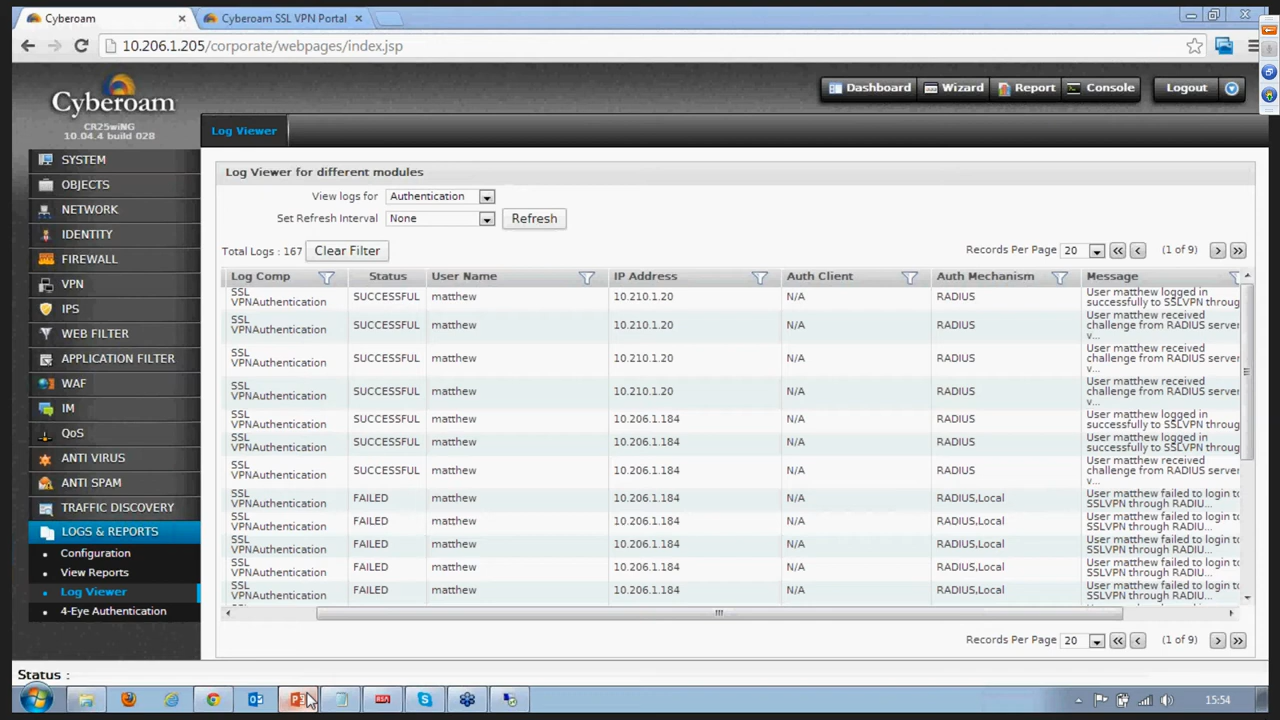 Cyberoam
Cyberoam SSL VPN Portal
10.206.1.205/corporate/webpages/index.jsp
Cyberoam
CR25wiNG
10.04.4 build 028
Dashboard
Wizard
Report
Console
Logout
Log Viewer
SYSTEM
OBJECTS
NETWORK
IDENTITY
FIREWALL
VPN
IPS
WEB FILTER
APPLICATION FILTER
WAF
IM
QoS
ANTI VIRUS
ANTI SPAM
TRAFFIC DISCOVERY
LOGS & REPORTS
Configuration
View Reports
Log Viewer
4-Eye Authentication
Log Viewer for different modules
View logs for Authentication
Set Refresh Interval None Refresh
Total Logs : 167 Clear Filter Records Per Page 20 (1 of 9)
Log Comp Status User Name IP Address Auth Client Auth Mechanism Message
SSL VPNAuthentication SUCCESSFUL matthew 10.210.1.20 N/A RADIUS User matthew logged in successfully to SSLVPN throug
SSL VPNAuthentication SUCCESSFUL matthew 10.210.1.20 N/A RADIUS User matthew received challenge from RADIUS server v...
SSL VPNAuthentication SUCCESSFUL matthew 10.210.1.20 N/A RADIUS User matthew received challenge from RADIUS server v...
SSL VPNAuthentication SUCCESSFUL matthew 10.210.1.20 N/A RADIUS User matthew received challenge from RADIUS server v...
SSL VPNAuthentication SUCCESSFUL matthew 10.206.1.184 N/A RADIUS User matthew logged in successfully to SSLVPN throug
SSL VPNAuthentication SUCCESSFUL matthew 10.206.1.184 N/A RADIUS User matthew logged in successfully to SSLVPN throug
SSL VPNAuthentication SUCCESSFUL matthew 10.206.1.184 N/A RADIUS User matthew received challenge from RADIUS server v...
SSL VPNAuthentication FAILED matthew 10.206.1.184 N/A RADIUS,Local User matthew failed to login to SSLVPN through RADIU...
SSL VPNAuthentication FAILED matthew 10.206.1.184 N/A RADIUS,Local User matthew failed to login to SSLVPN through RADIU...
SSL VPNAuthentication FAILED matthew 10.206.1.184 N/A RADIUS,Local User matthew failed to login to SSLVPN through RADIU...
SSL VPNAuthentication FAILED matthew 10.206.1.184 N/A RADIUS,Local User matthew failed to login to SSLVPN through RADIU...
SSL VPNAuthentication FAILED matthew 10.206.1.184 N/A RADIUS,Local User matthew failed to login to SSLVPN through RADIU...
Records Per Page 20 (1 of 9)
Status :
RSA
15:54